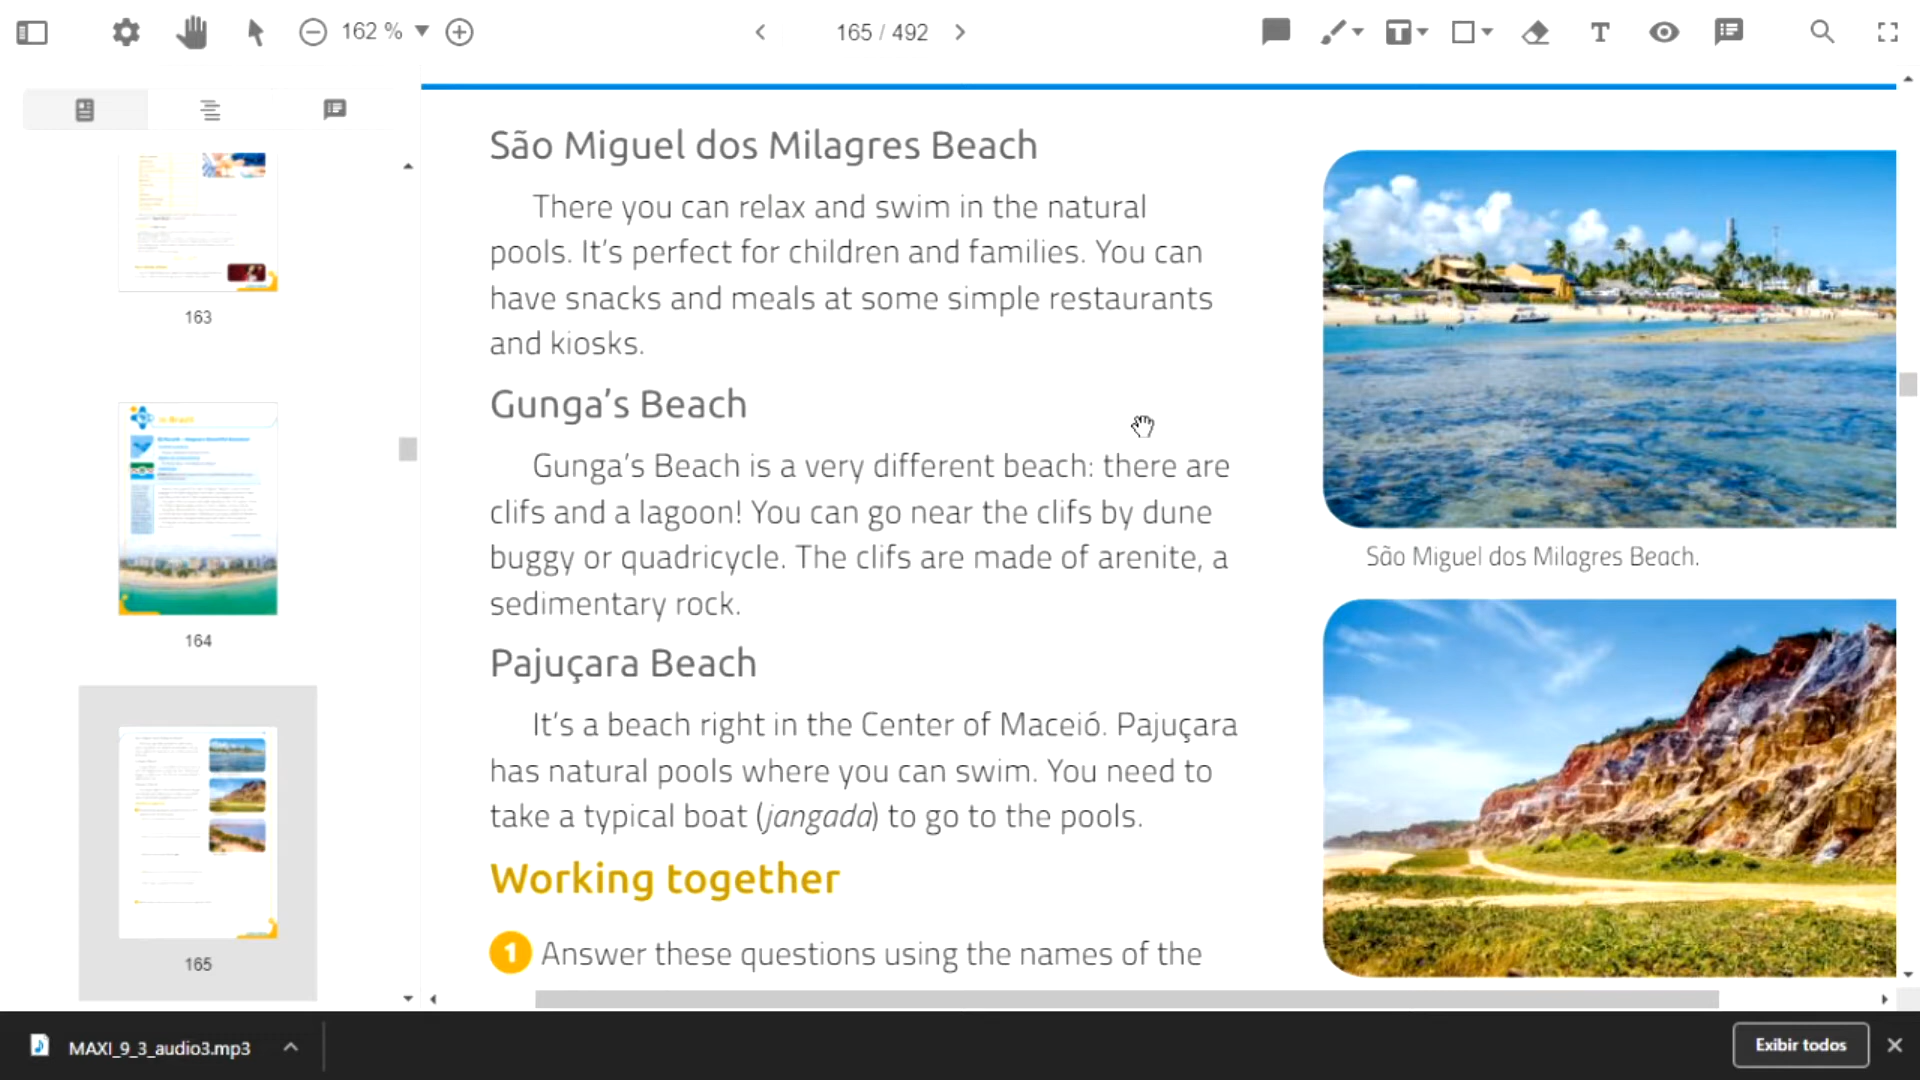 162 %
165 / 492
São Miguel dos Milagres Beach
There you can relax and swim in the natural
pools. It's perfect for children and families. You can
have snacks and meals at some simple restaurants
and kiosks.
Gunga's Beach
Gunga's Beach is a very different beach: there are
clifs and a lagoon! You can go near the clifs by dune
buggy or quadricycle. The clifs are made of arenite, a
sedimentary rock.
Pajuçara Beach
It's a beach right in the Center of Maceió. Pajuçara
has natural pools where you can swim. You need to
take a typical boat (jangada) to go to the pools.
Working together
1 Answer these questions using the names of the
São Miguel dos Milagres Beach.
163
164
165
MAXI_9_3_audio3.mp3
Exibir todos